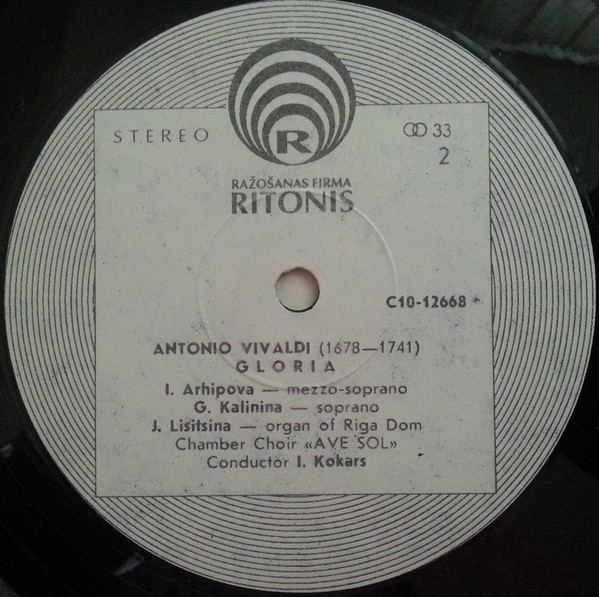 STEREO
R
ꝎO 33
2
RAŽOŠANAS FIRMA
RITONIS
C10-12668
ANTONIO VIVALDI (1678—1741)
GLORIA
I. Arhipova — mezzo-soprano
G. Kalinina — soprano
J. Lisitsina — organ of Riga Dom
Chamber Choir «AVE SOL»
Conductor I. Kokars